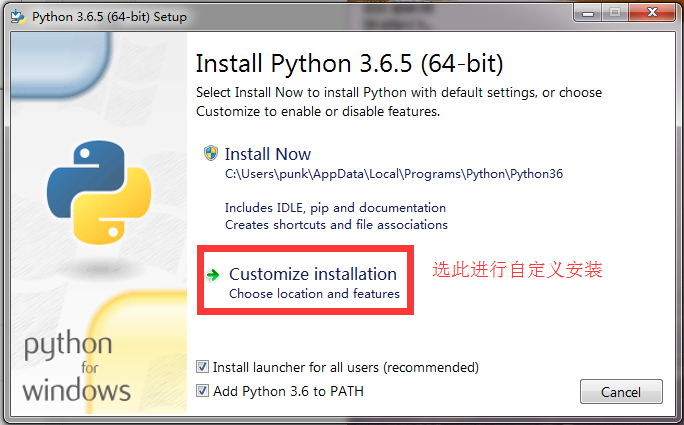 Python 3.6.5 (64-bit) Setup
Install Python 3.6.5 (64-bit)
Select Install Now to install Python with default settings, or choose
Customize to enable or disable features.
Install Now
C:\Users\punk\AppData\Local\Programs\Python\Python36
Includes IDLE, pip and documentation
Creates shortcuts and file associations
Customize installation
Choose location and features
选此进行自定义安装
python
for
windows
Install launcher for all users (recommended)
Add Python 3.6 to PATH
Cancel